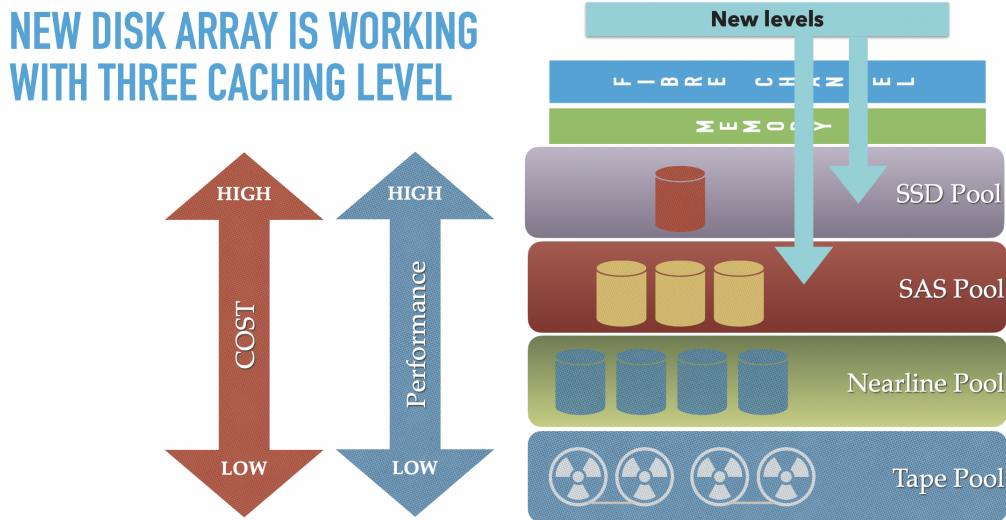 NEW DISK ARRAY IS WORKING
WITH THREE CACHING LEVEL
New levels
FIBRE CHANNEL
MEMORY
HIGH
HIGH
COST
Performance
LOW
LOW
SSD Pool
SAS Pool
Nearline Pool
Tape Pool